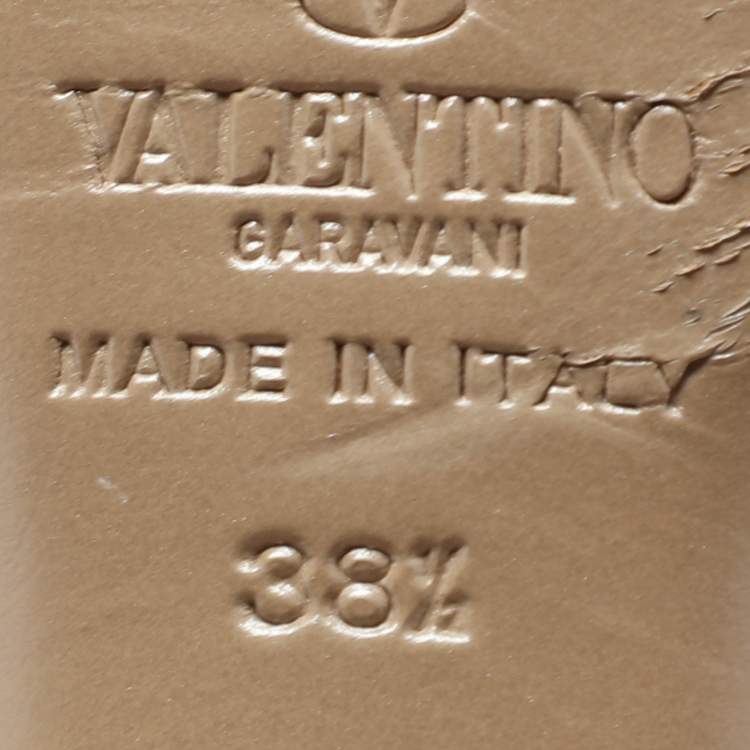 VALENTINO
GARAVANI
MADE IN ITALY
38½